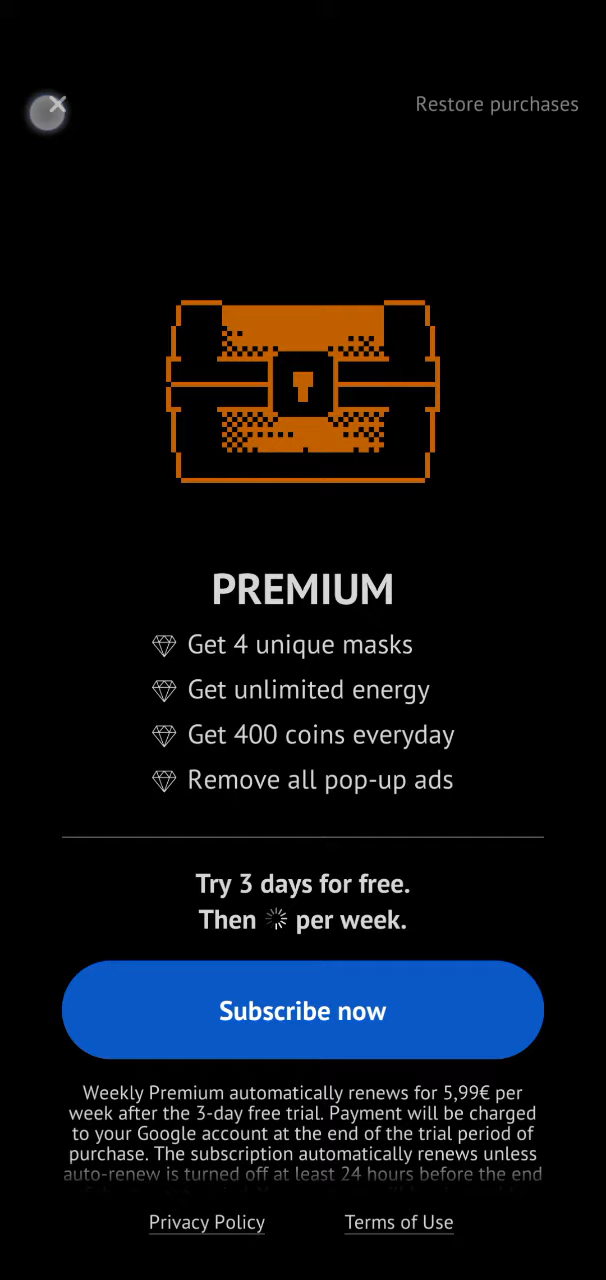 Restore purchases
PREMIUM
Get 4 unique masks
Get unlimited energy
Get 400 coins everyday
Remove all pop-up ads
Try 3 days for free.
Then per week.
Subscribe now
Weekly Premium automatically renews for 5,99€ per
week after the 3-day free trial. Payment will be charged
to your Google account at the end of the trial period of
purchase. The subscription automatically renews unless
auto-renew is turned off at least 24 hours before the end
Privacy Policy
Terms of Use